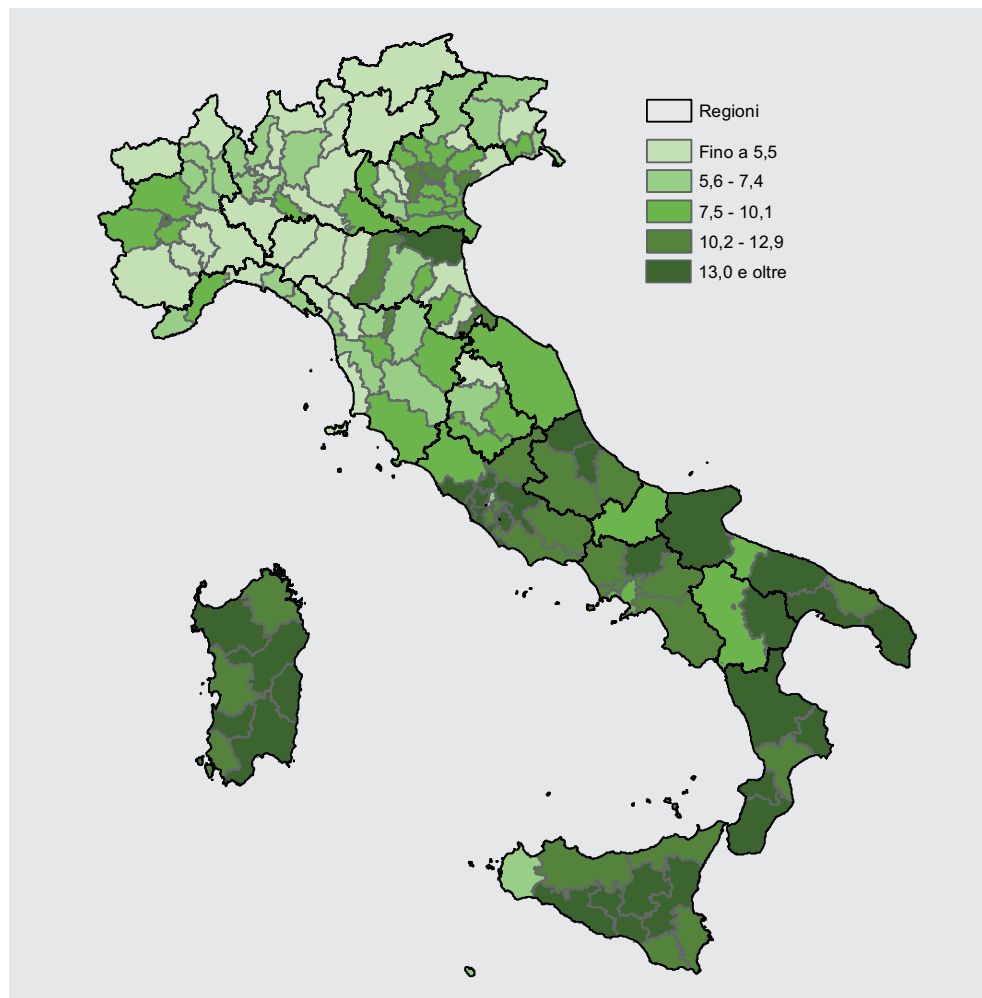 Regioni
Fino a 5,5
5,6 - 7,4
7,5 - 10,1
10,2 - 12,9
13,0 e oltre